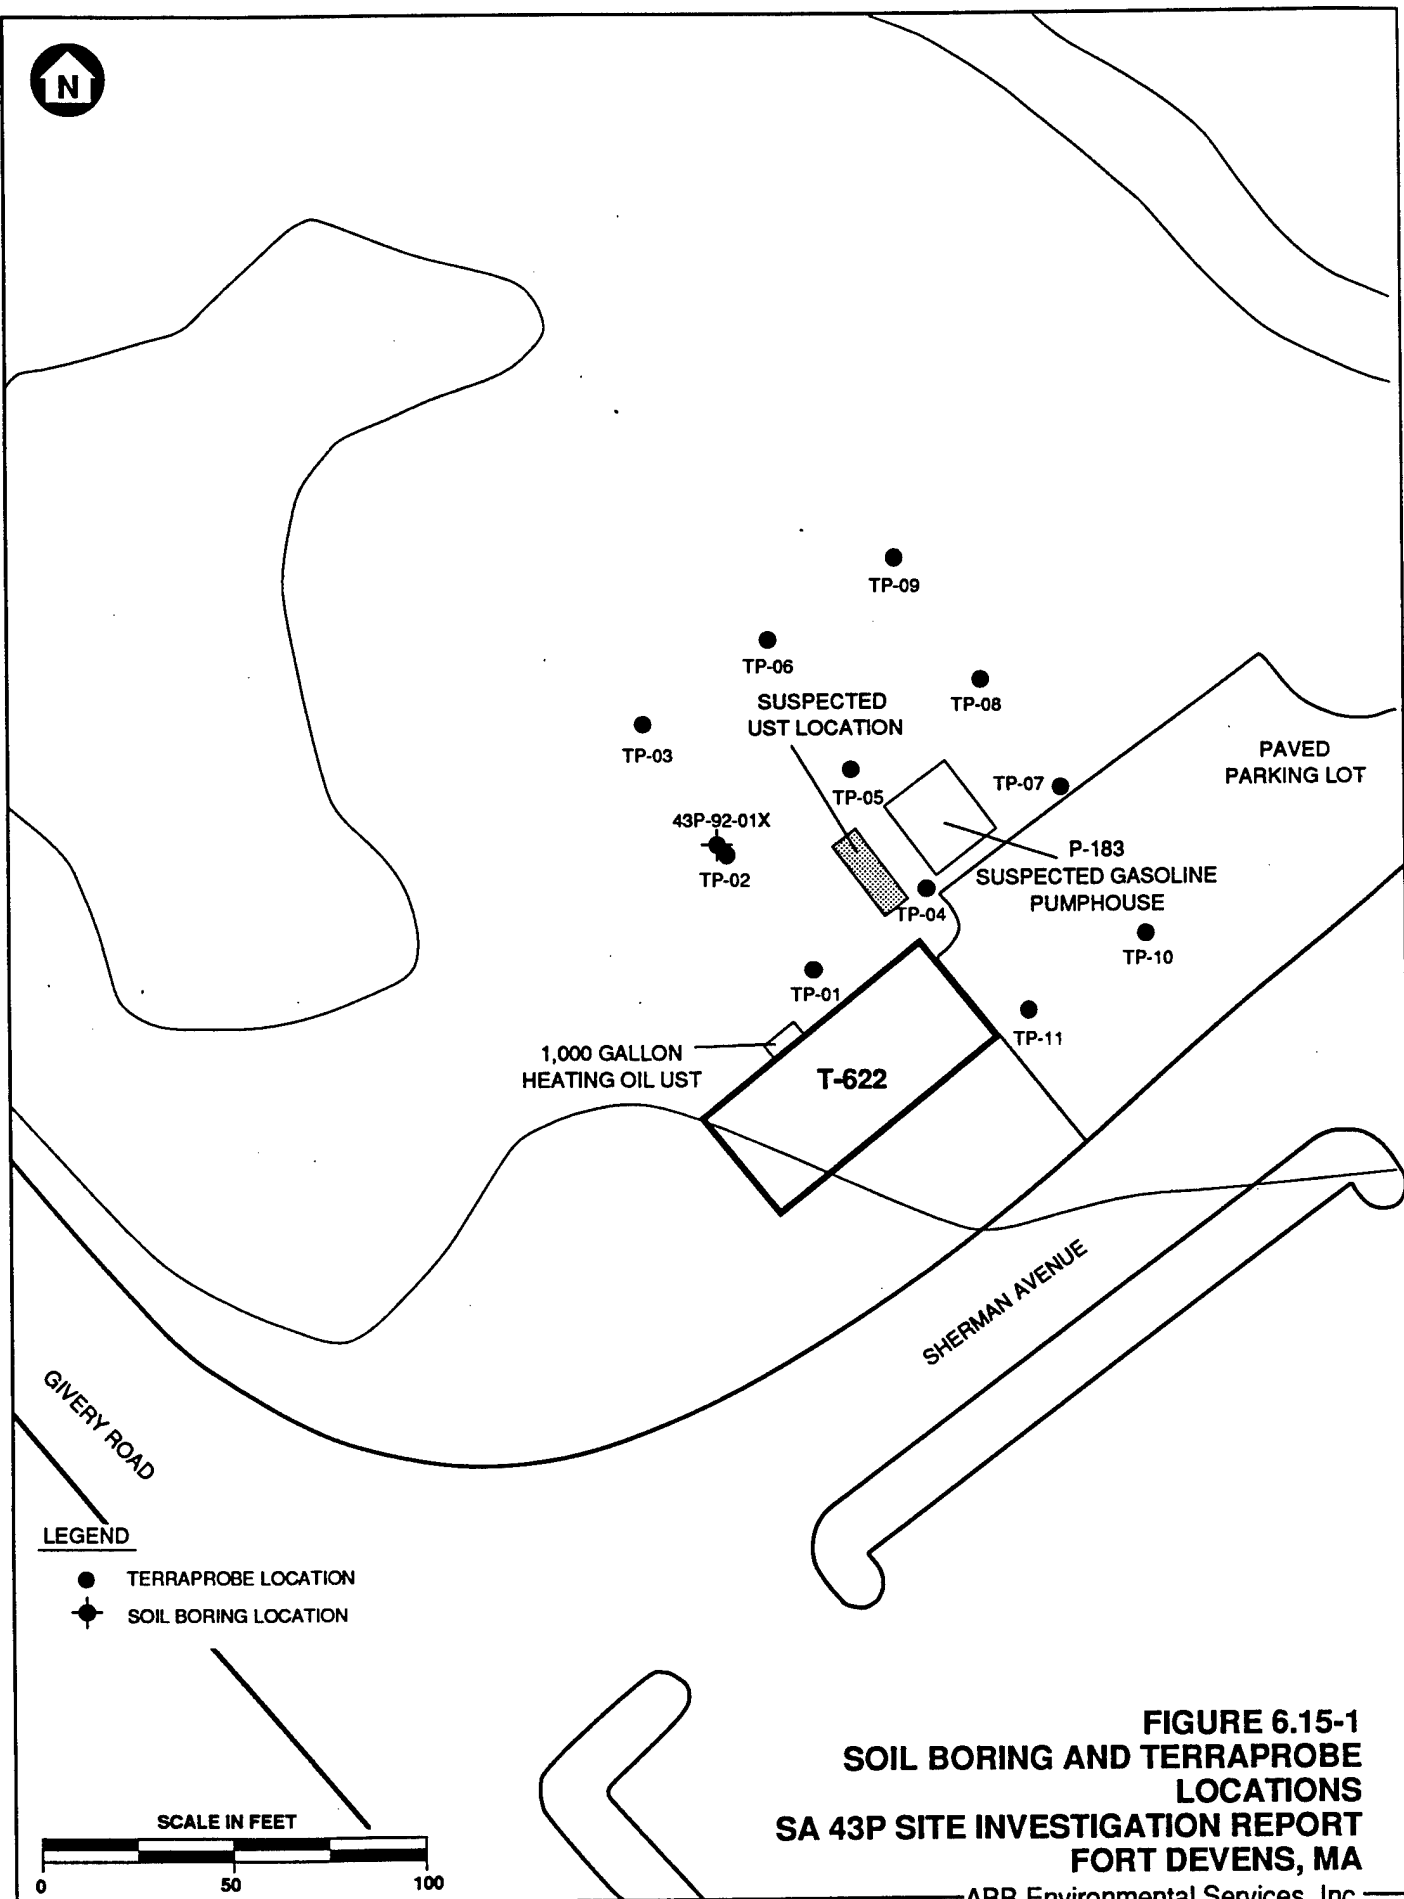 N
TP-09
TP-06
TP-08
SUSPECTED
UST LOCATION
TP-03
PAVED
PARKING LOT
TP-07
TP-05
43P-92-01X
TP-02
P-183
SUSPECTED GASOLINE
PUMPHOUSE
TP-04
TP-10
TP-01
TP-11
1,000 GALLON
HEATING OIL UST
T-622
SHERMAN AVENUE
GIVERY ROAD
LEGEND
TERRAPROBE LOCATION
SOIL BORING LOCATION
SCALE IN FEET
0 50 100
FIGURE 6.15-1
SOIL BORING AND TERRAPROBE
LOCATIONS
SA 43P SITE INVESTIGATION REPORT
FORT DEVENS, MA
Environmental Services, Inc.